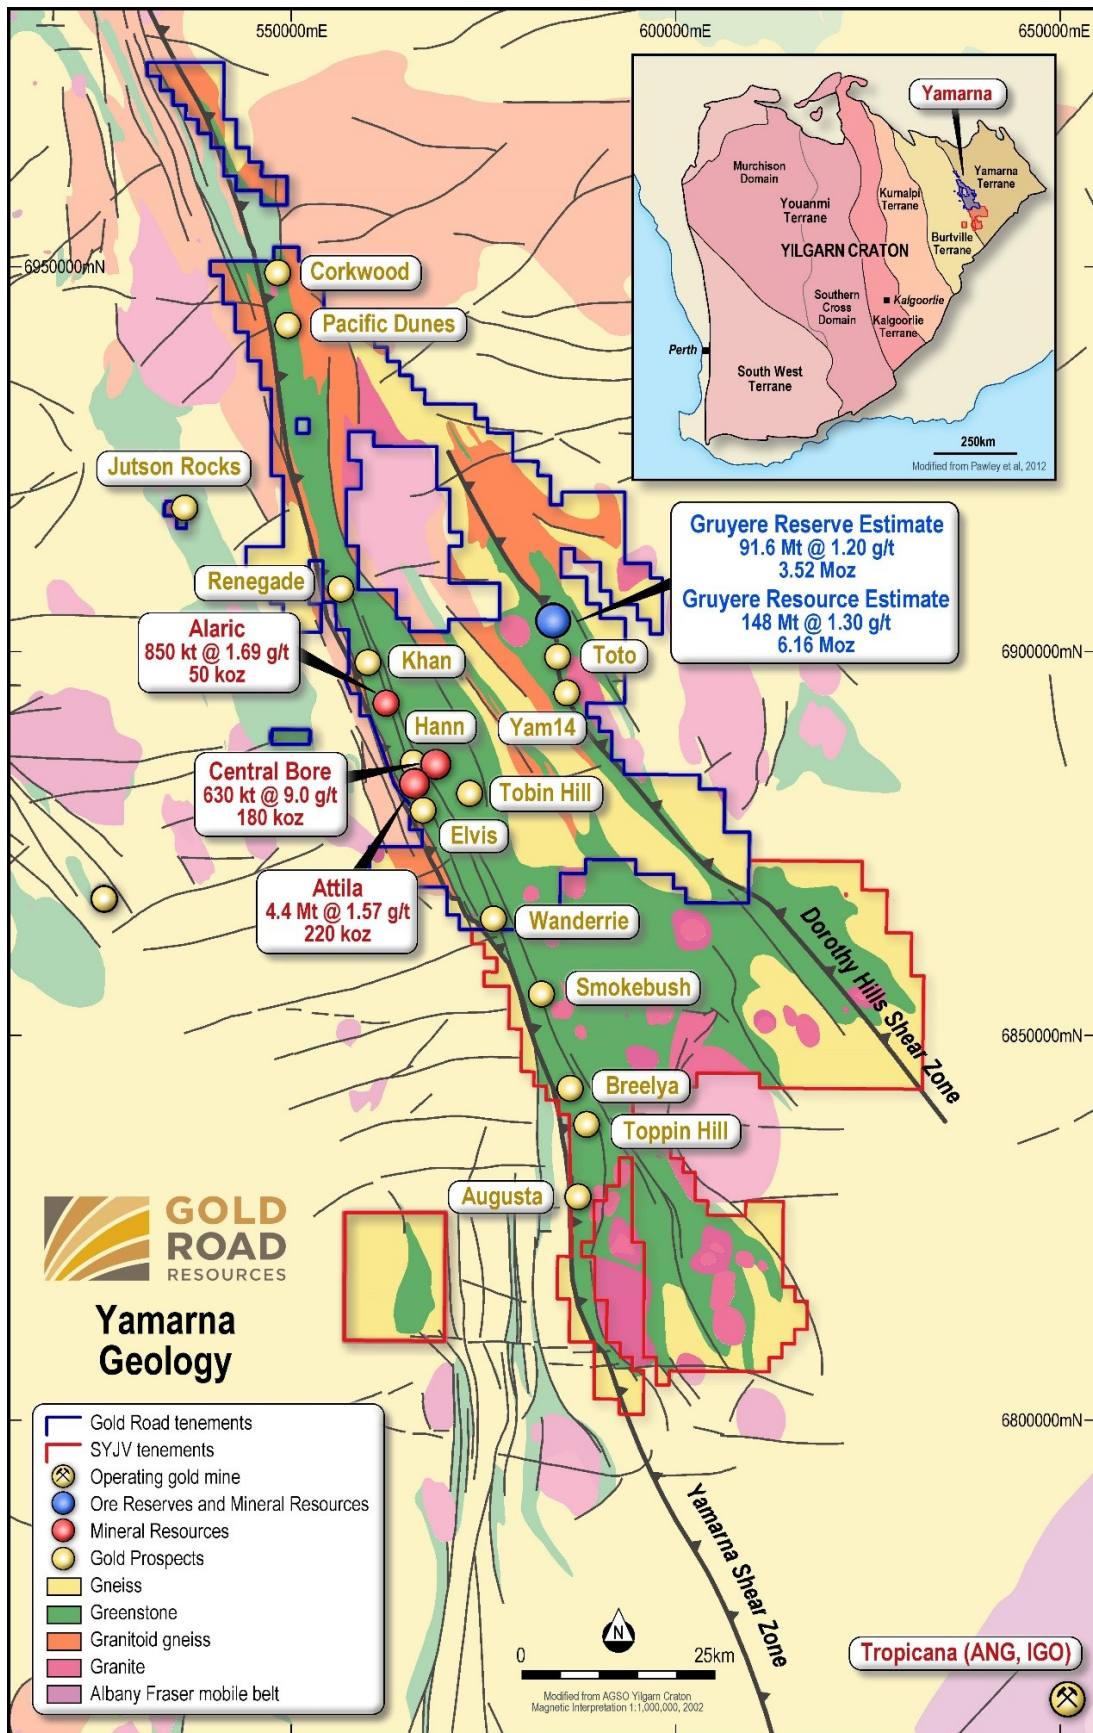 550000mE
600000mE
650000mE
6950000mN
6900000mN
6850000mN
6800000mN
Yamarna
Murchison
Domain
Youanmi
Terrane
Kurnalpi
Terrane
Yamarna
Terrane
Burtville
Terrane
YILGARN CRATON
Southern
Cross
Domain
Kalgoorlie
Kalgoorlie
Terrane
Perth
South West
Terrane
250km
Modified from Pawley et al, 2012
Corkwood
Pacific Dunes
Jutson Rocks
Renegade
Gruyere Reserve Estimate
91.6 Mt @ 1.20 g/t
3.52 Moz
Gruyere Resource Estimate
148 Mt @ 1.30 g/t
6.16 Moz
Alaric
850 kt @ 1.69 g/t
50 koz
Khan
Toto
Hann
Yam14
Central Bore
630 kt @ 9.0 g/t
180 koz
Tobin Hill
Elvis
Attila
4.4 Mt @ 1.57 g/t
220 koz
Wanderrie
Dorothy Hills Shear Zone
Smokebush
Breelya
Toppin Hill
Augusta
GOLD
ROAD
RESOURCES
Yamarna
Geology
Gold Road tenements
SYJV tenements
Operating gold mine
Ore Reserves and Mineral Resources
Mineral Resources
Gold Prospects
Gneiss
Greenstone
Granitoid gneiss
Granite
Albany Fraser mobile belt
Yamarna Shear Zone
N
0
25km
Modified from AGSO Yilgarn Craton
Magnetic Interpretation 1:1,000,000, 2002
Tropicana (ANG, IGO)